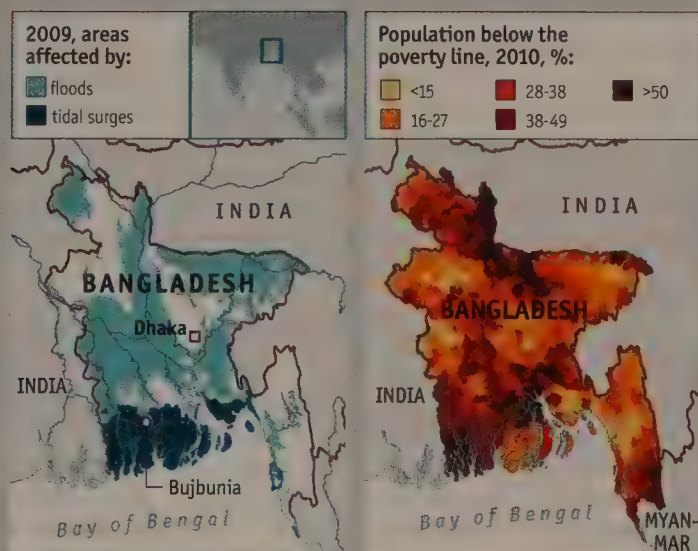 2009, areas
affected by:
floods
tidal surges
INDIA
BANGLADESH
Dhaka
INDIA
Bujbunia
Bay of Bengal
Population below the
poverty line, 2010, %:
<15
28-38
>50
16-27
38-49
INDIA
BANGLADESH
INDIA
Bay of Bengal
MYAN-
MAR